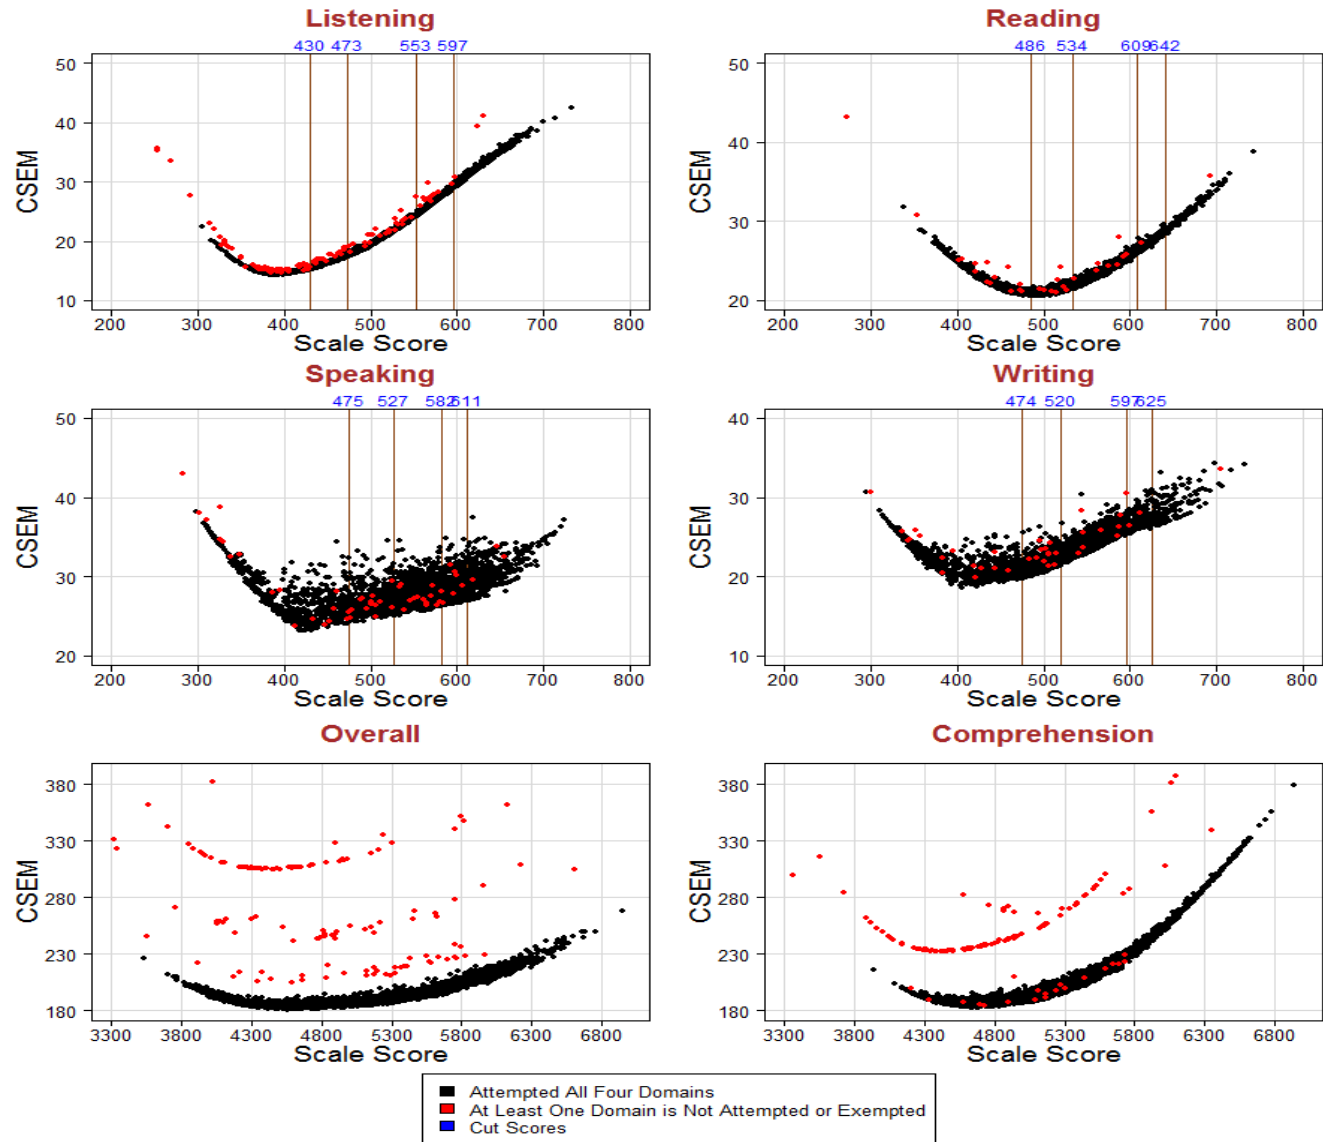 Listening
430 473 553 597
50
40
30
20
10
CSEM
200 300 400 500 600 700 800
Scale Score
Reading
486 534 609 642
50
40
30
20
CSEM
200 300 400 500 600 700 800
Scale Score
Speaking
475 527 582 611
50
40
30
20
CSEM
200 300 400 500 600 700 800
Scale Score
Writing
474 520 597 625
40
30
20
10
CSEM
200 300 400 500 600 700 800
Scale Score
Overall
380
330
280
230
180
CSEM
3300 3800 4300 4800 5300 5800 6300 6800
Scale Score
Comprehension
380
330
280
230
180
CSEM
3300 3800 4300 4800 5300 5800 6300 6800
Scale Score
Attempted All Four Domains
At Least One Domain is Not Attempted or Exempted
Cut Scores